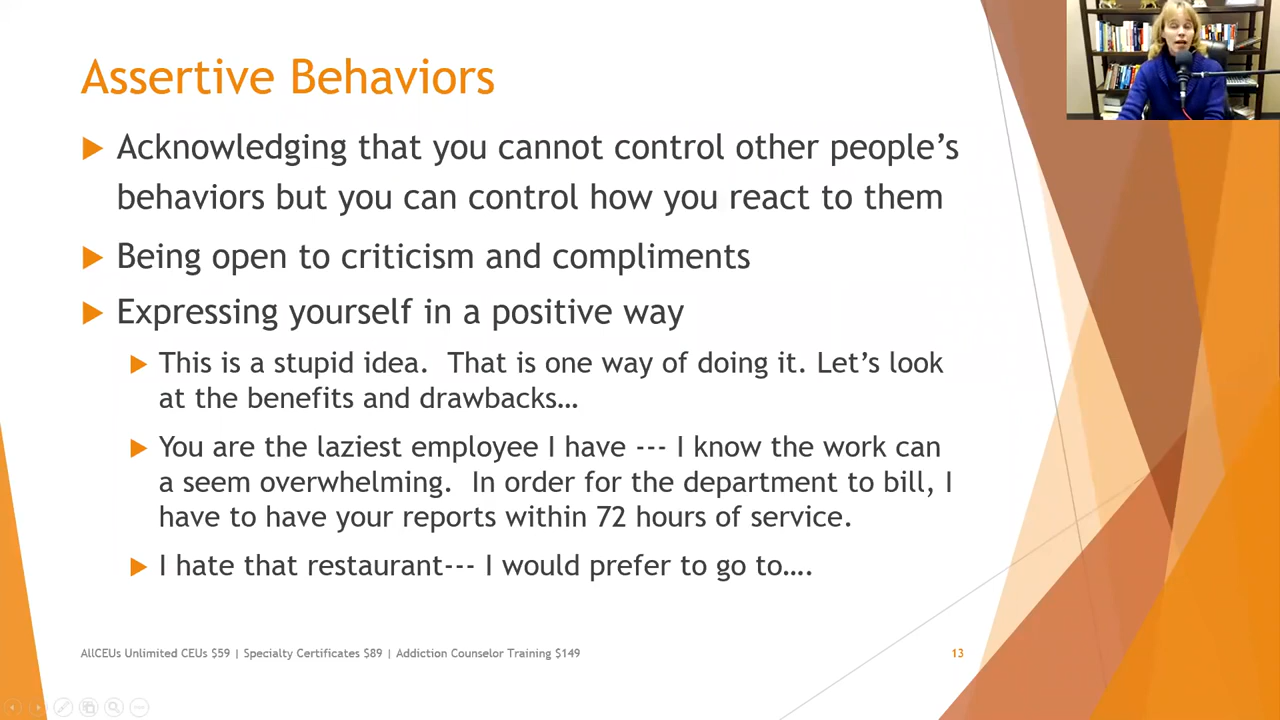 Assertive Behaviors
Acknowledging that you cannot control other people's
behaviors but you can control how you react to them
Being open to criticism and compliments
Expressing yourself in a positive way
This is a stupid idea.  That is one way of doing it. Let's look
at the benefits and drawbacks…
You are the laziest employee I have --- I know the work can
a seem overwhelming.  In order for the department to bill, I
have to have your reports within 72 hours of service.
I hate that restaurant--- I would prefer to go to….
AllCEUs Unlimited CEUs $59 | Specialty Certificates $89 | Addiction Counselor Training $149
13